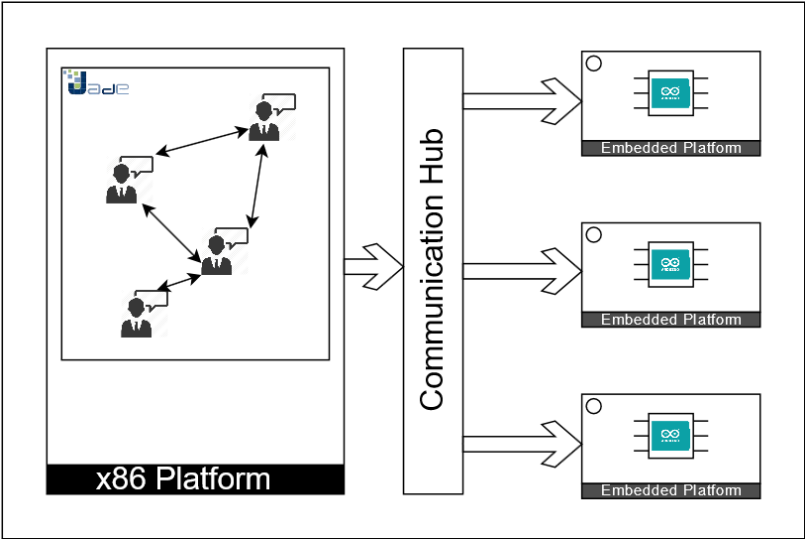 Jade
x86 Platform
Communication Hub
Embedded Platform
Embedded Platform
Embedded Platform